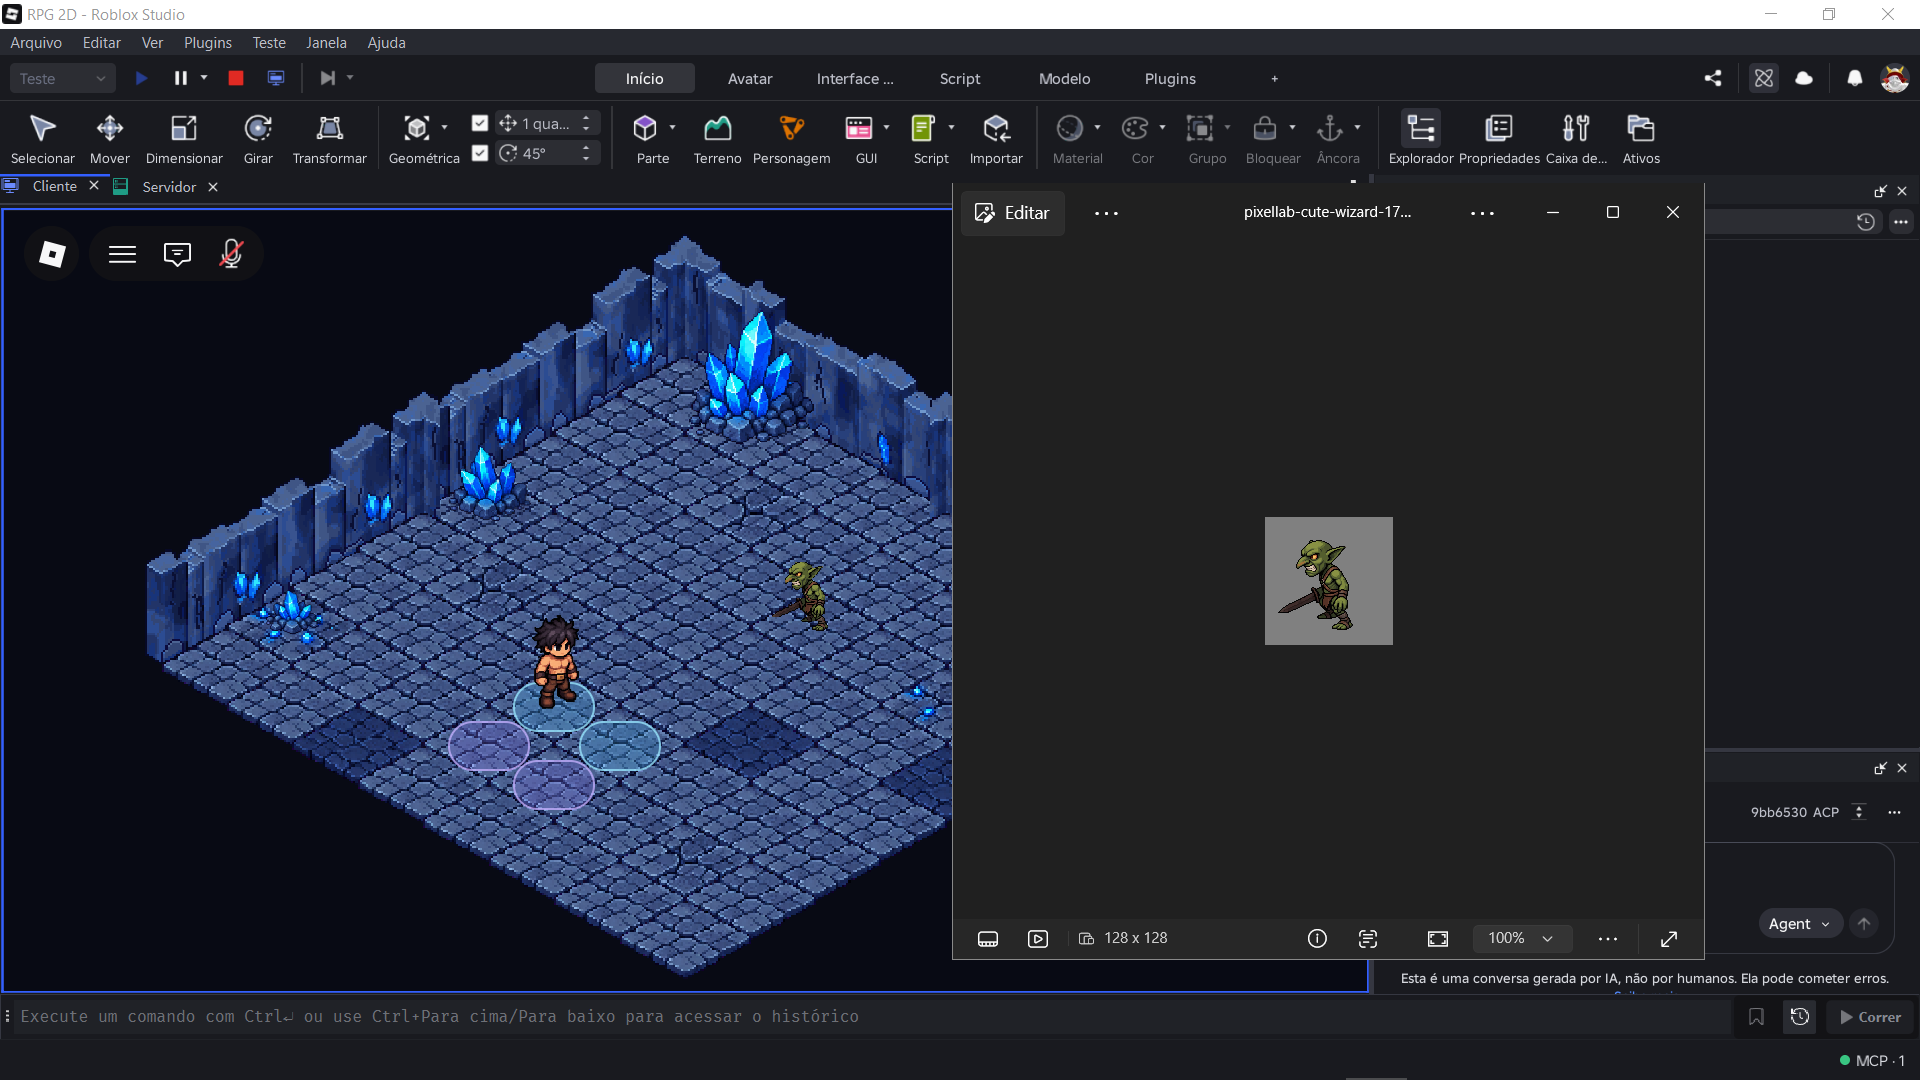 RPG 2D - Roblox Studio
Arquivo Editar Ver Plugins Teste Janela Ajuda
Teste
Início Avatar Interface ... Script Modelo Plugins +
1 qua...
45°
Selecionar Mover Dimensionar Girar Transformar Geométrica Parte Terreno Personagem GUI Script Importar Material Cor Grupo Bloquear Âncora Explorador Propriedades Caixa de... Ativos
Cliente Servidor
Editar
pixellab-cute-wizard-17...
9bb6530 ACP
Agent
128 x 128
100%
Esta é uma conversa gerada por IA, não por humanos. Ela pode cometer erros.
Execute um comando com Ctrl↵ ou use Ctrl+Para cima/Para baixo para acessar o histórico
Correr
MCP · 1